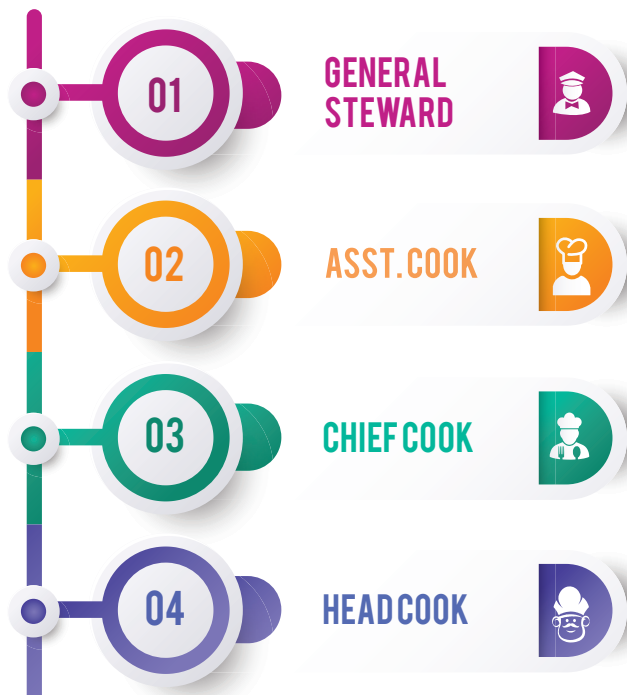 01
GENERAL
STEWARD
02
ASST. COOK
03
CHIEF COOK
04
HEAD COOK